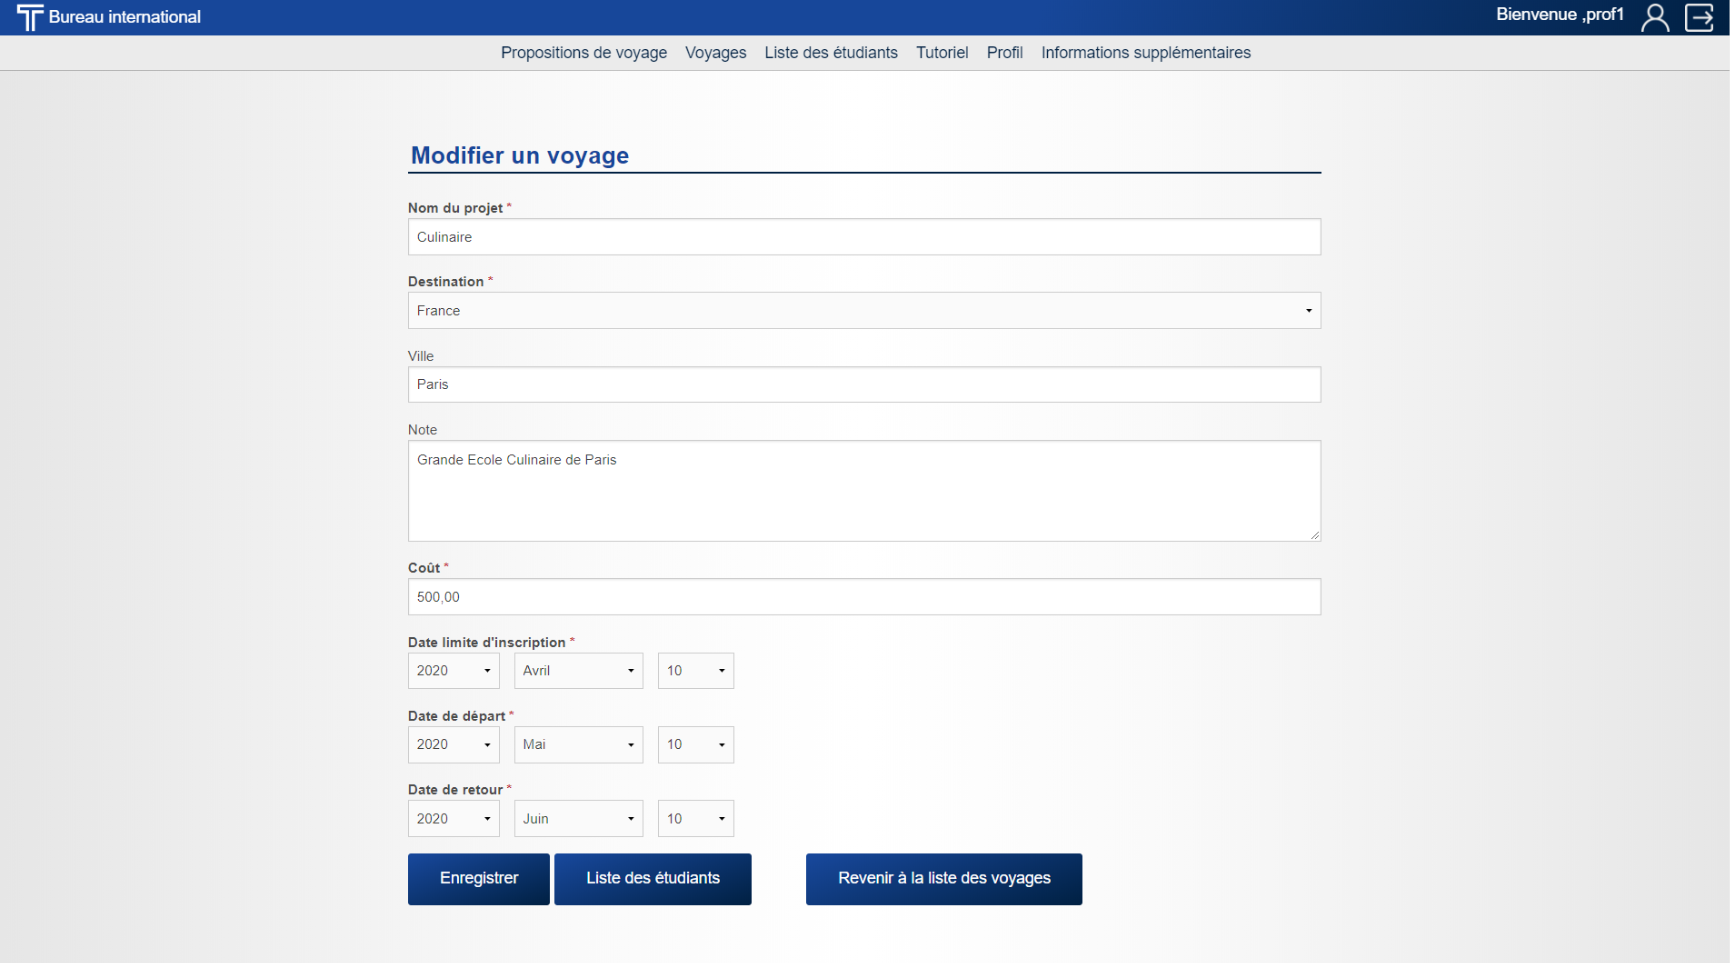 Bureau international
Bienvenue ,prof1
Propositions de voyage Voyages Liste des étudiants Tutoriel Profil Informations supplémentaires
Modifier un voyage
Nom du projet *
Culinaire
Destination *
France
Ville
Paris
Note
Grande Ecole Culinaire de Paris
Coût *
500,00
Date limite d'inscription *
2020 Avril 10
Date de départ *
2020 Mai 10
Date de retour *
2020 Juin 10
Enregistrer Liste des étudiants Revenir à la liste des voyages